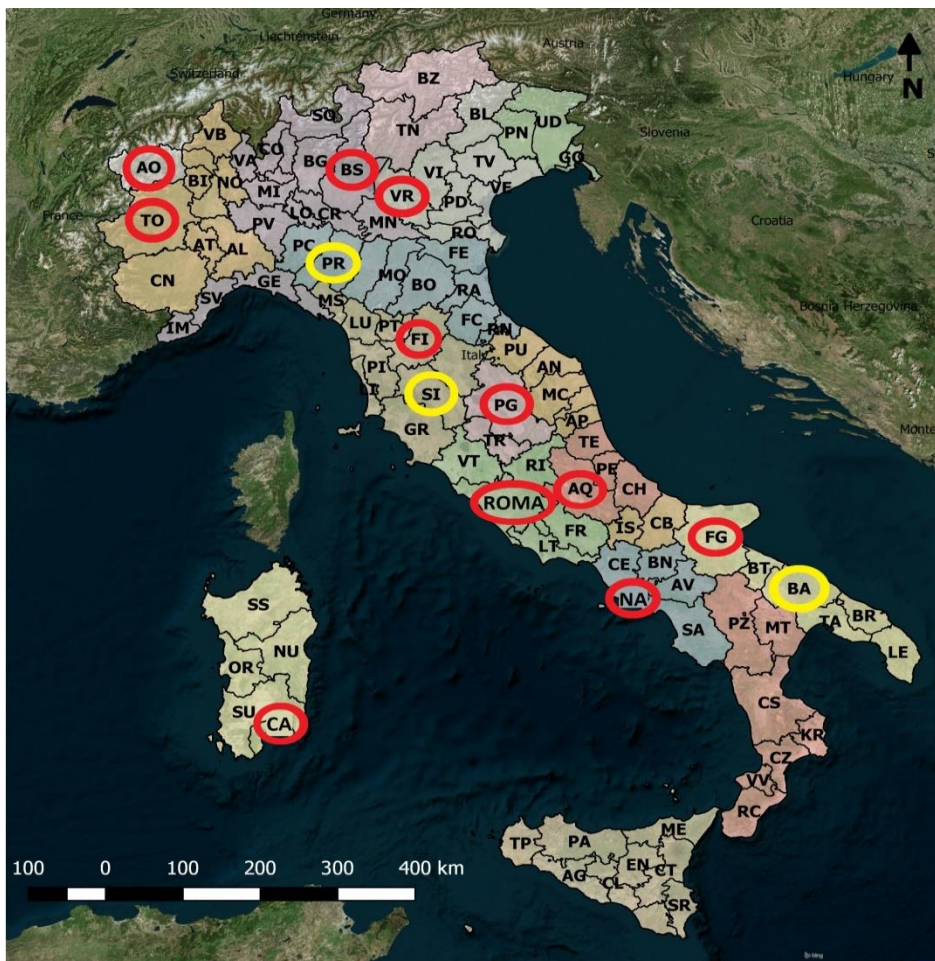 Germany
Liechtenstein
Austria
Switzerland
Hungary
N
BZ
SO
BL
UD
TN
PN
VB
CO
Slovenia
AO
VA
BG
BS
VI
TV
GO
BI
NO
MI
VR
PD
VE
France
TO
LO
CR
MN
Croatia
PV
RO
AT
AL
PC
PR
FE
CN
GE
MO
BO
RA
SV
MS
Bosnia Herzegovina
IM
LU
PT
FI
FC
RN
Italy
PU
PI
AN
LI
SI
PG
MC
GR
AP
TR
Monte
TE
VT
RI
PE
ROMA
AQ
CH
IS
CB
FG
LT
FR
CE
BN
BT
NA
AV
BA
SS
SA
PZ
MT
TA
BR
OR
NU
LE
SU
CA
CS
KR
CZ
VV
RC
ME
TP
PA
100 0 100 200 300 400 km
EN
CT
AG
CL
SR
bing